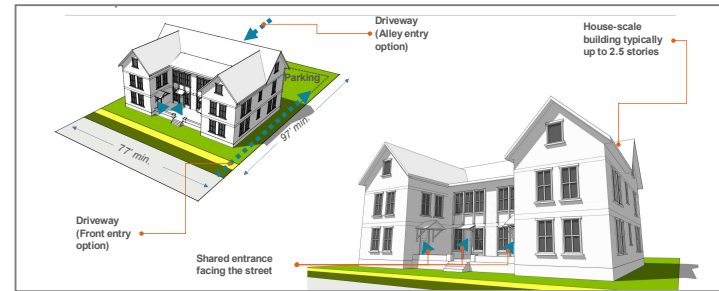 Driveway
(Alley entry
option)
House-scale
building typically
up to 2.5 stories
Parking
97' min.
77' min.
Driveway
(Front entry
option)
Shared entrance
facing the street